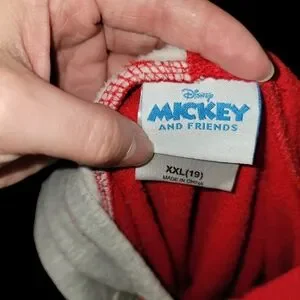 Disney
MICKEY
AND FRIENDS
XXL(19)
MADE IN CHINA